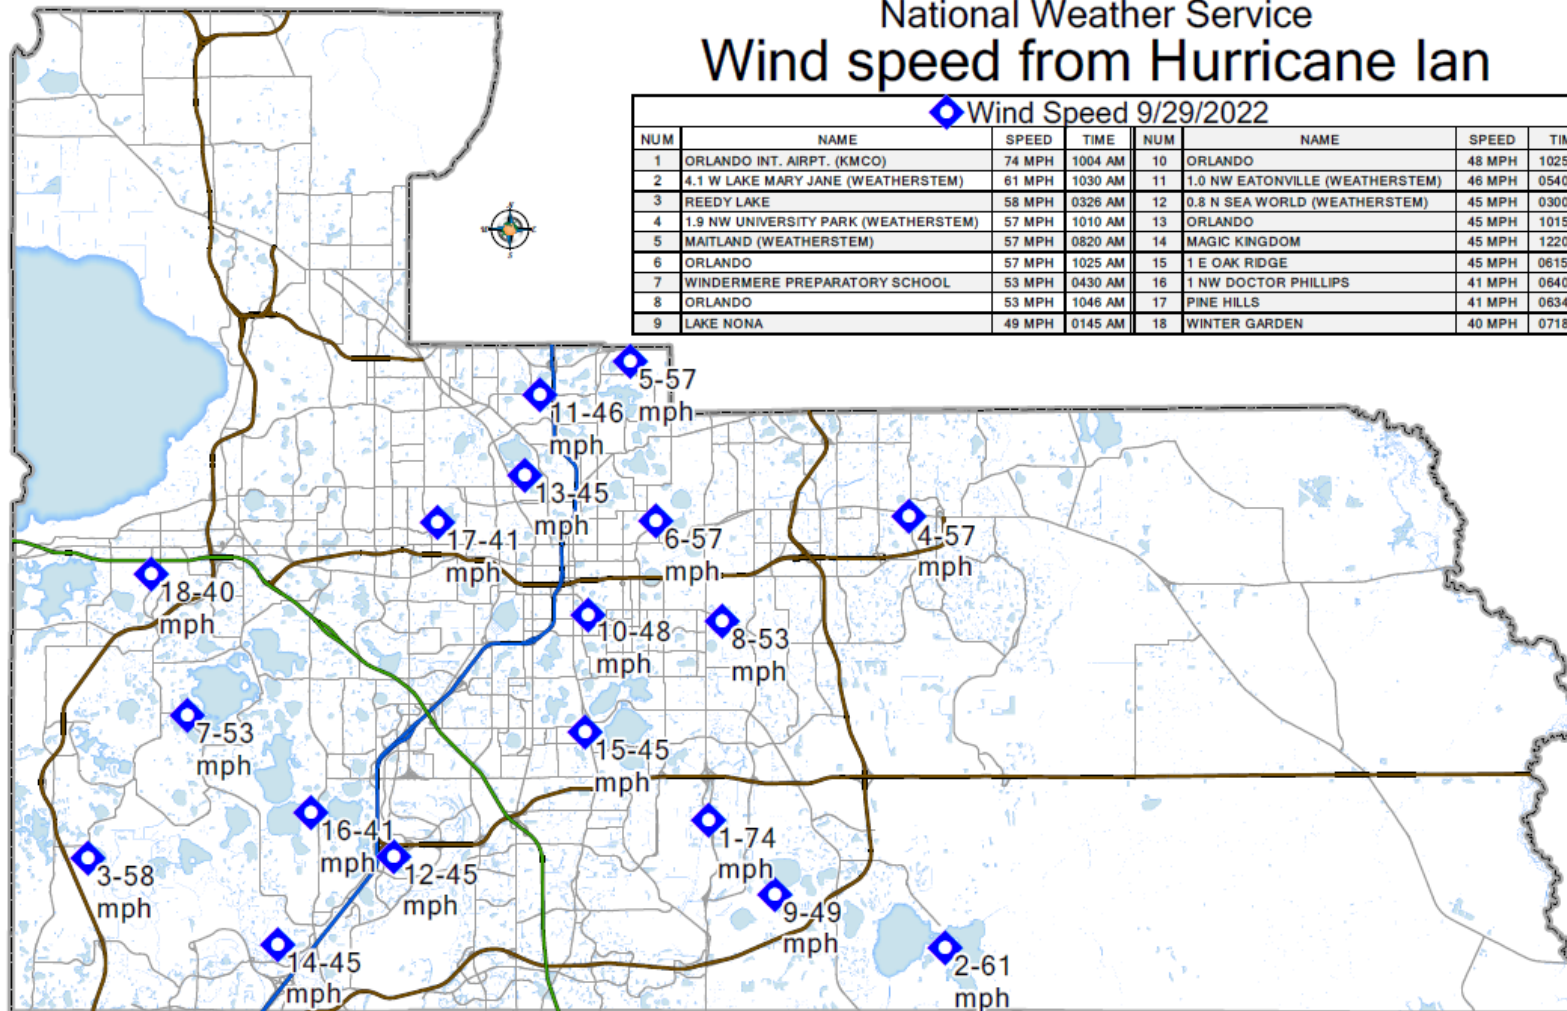 National Weather Service
Wind speed from Hurricane Ian
Wind Speed 9/29/2022
NUM NAME SPEED TIME NUM NAME SPEED TIM
1 ORLANDO INT. AIRPT. (KMCO) 74 MPH 1004 AM 10 ORLANDO 48 MPH 1025
2 4.1 W LAKE MARY JANE (WEATHERSTEM) 61 MPH 1030 AM 11 1.0 NW EATONVILLE (WEATHERSTEM) 46 MPH 0540
3 REEDY LAKE 58 MPH 0326 AM 12 0.8 N SEA WORLD (WEATHERSTEM) 45 MPH 0300
4 1.9 NW UNIVERSITY PARK (WEATHERSTEM) 57 MPH 1010 AM 13 ORLANDO 45 MPH 1015
5 MAITLAND (WEATHERSTEM) 57 MPH 0820 AM 14 MAGIC KINGDOM 45 MPH 1220
6 ORLANDO 57 MPH 1025 AM 15 1 E OAK RIDGE 45 MPH 0615
7 WINDERMERE PREPARATORY SCHOOL 53 MPH 0430 AM 16 1 NW DOCTOR PHILLIPS 41 MPH 0640
8 ORLANDO 53 MPH 1046 AM 17 PINE HILLS 41 MPH 0634
9 LAKE NONA 49 MPH 0145 AM 18 WINTER GARDEN 40 MPH 0718
N
W E
S
5-57
mph
11-46
mph
13-45
mph
17-41
mph
6-57
mph
4-57
mph
18-40
mph
10-48
mph
8-53
mph
7-53
mph
15-45
mph
16-41
mph
1-74
mph
3-58
mph
12-45
mph
9-49
mph
14-45
mph
2-61
mph